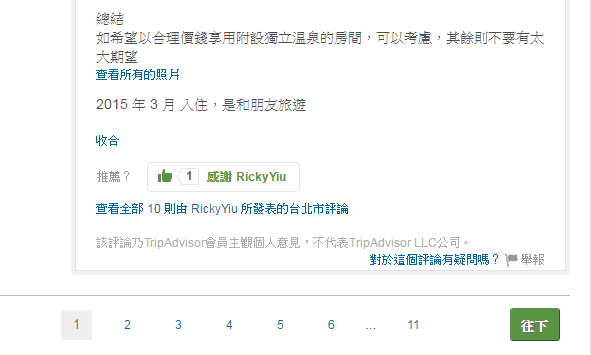 總結
如希望以合理價錢享用附設獨立溫泉的房間，可以考慮，其餘則不要有太
大期望
查看所有的照片
2015 年 3 月 入住，是和朋友旅遊
收合
推薦？ 1 感謝 RickyYiu
查看全部 10 則由 RickyYiu 所發表的台北市評論
該評論乃TripAdvisor會員主觀個人意見，不代表TripAdvisor LLC公司。
對於這個評論有疑問嗎？ 舉報
1 2 3 4 5 6 … 11 往下